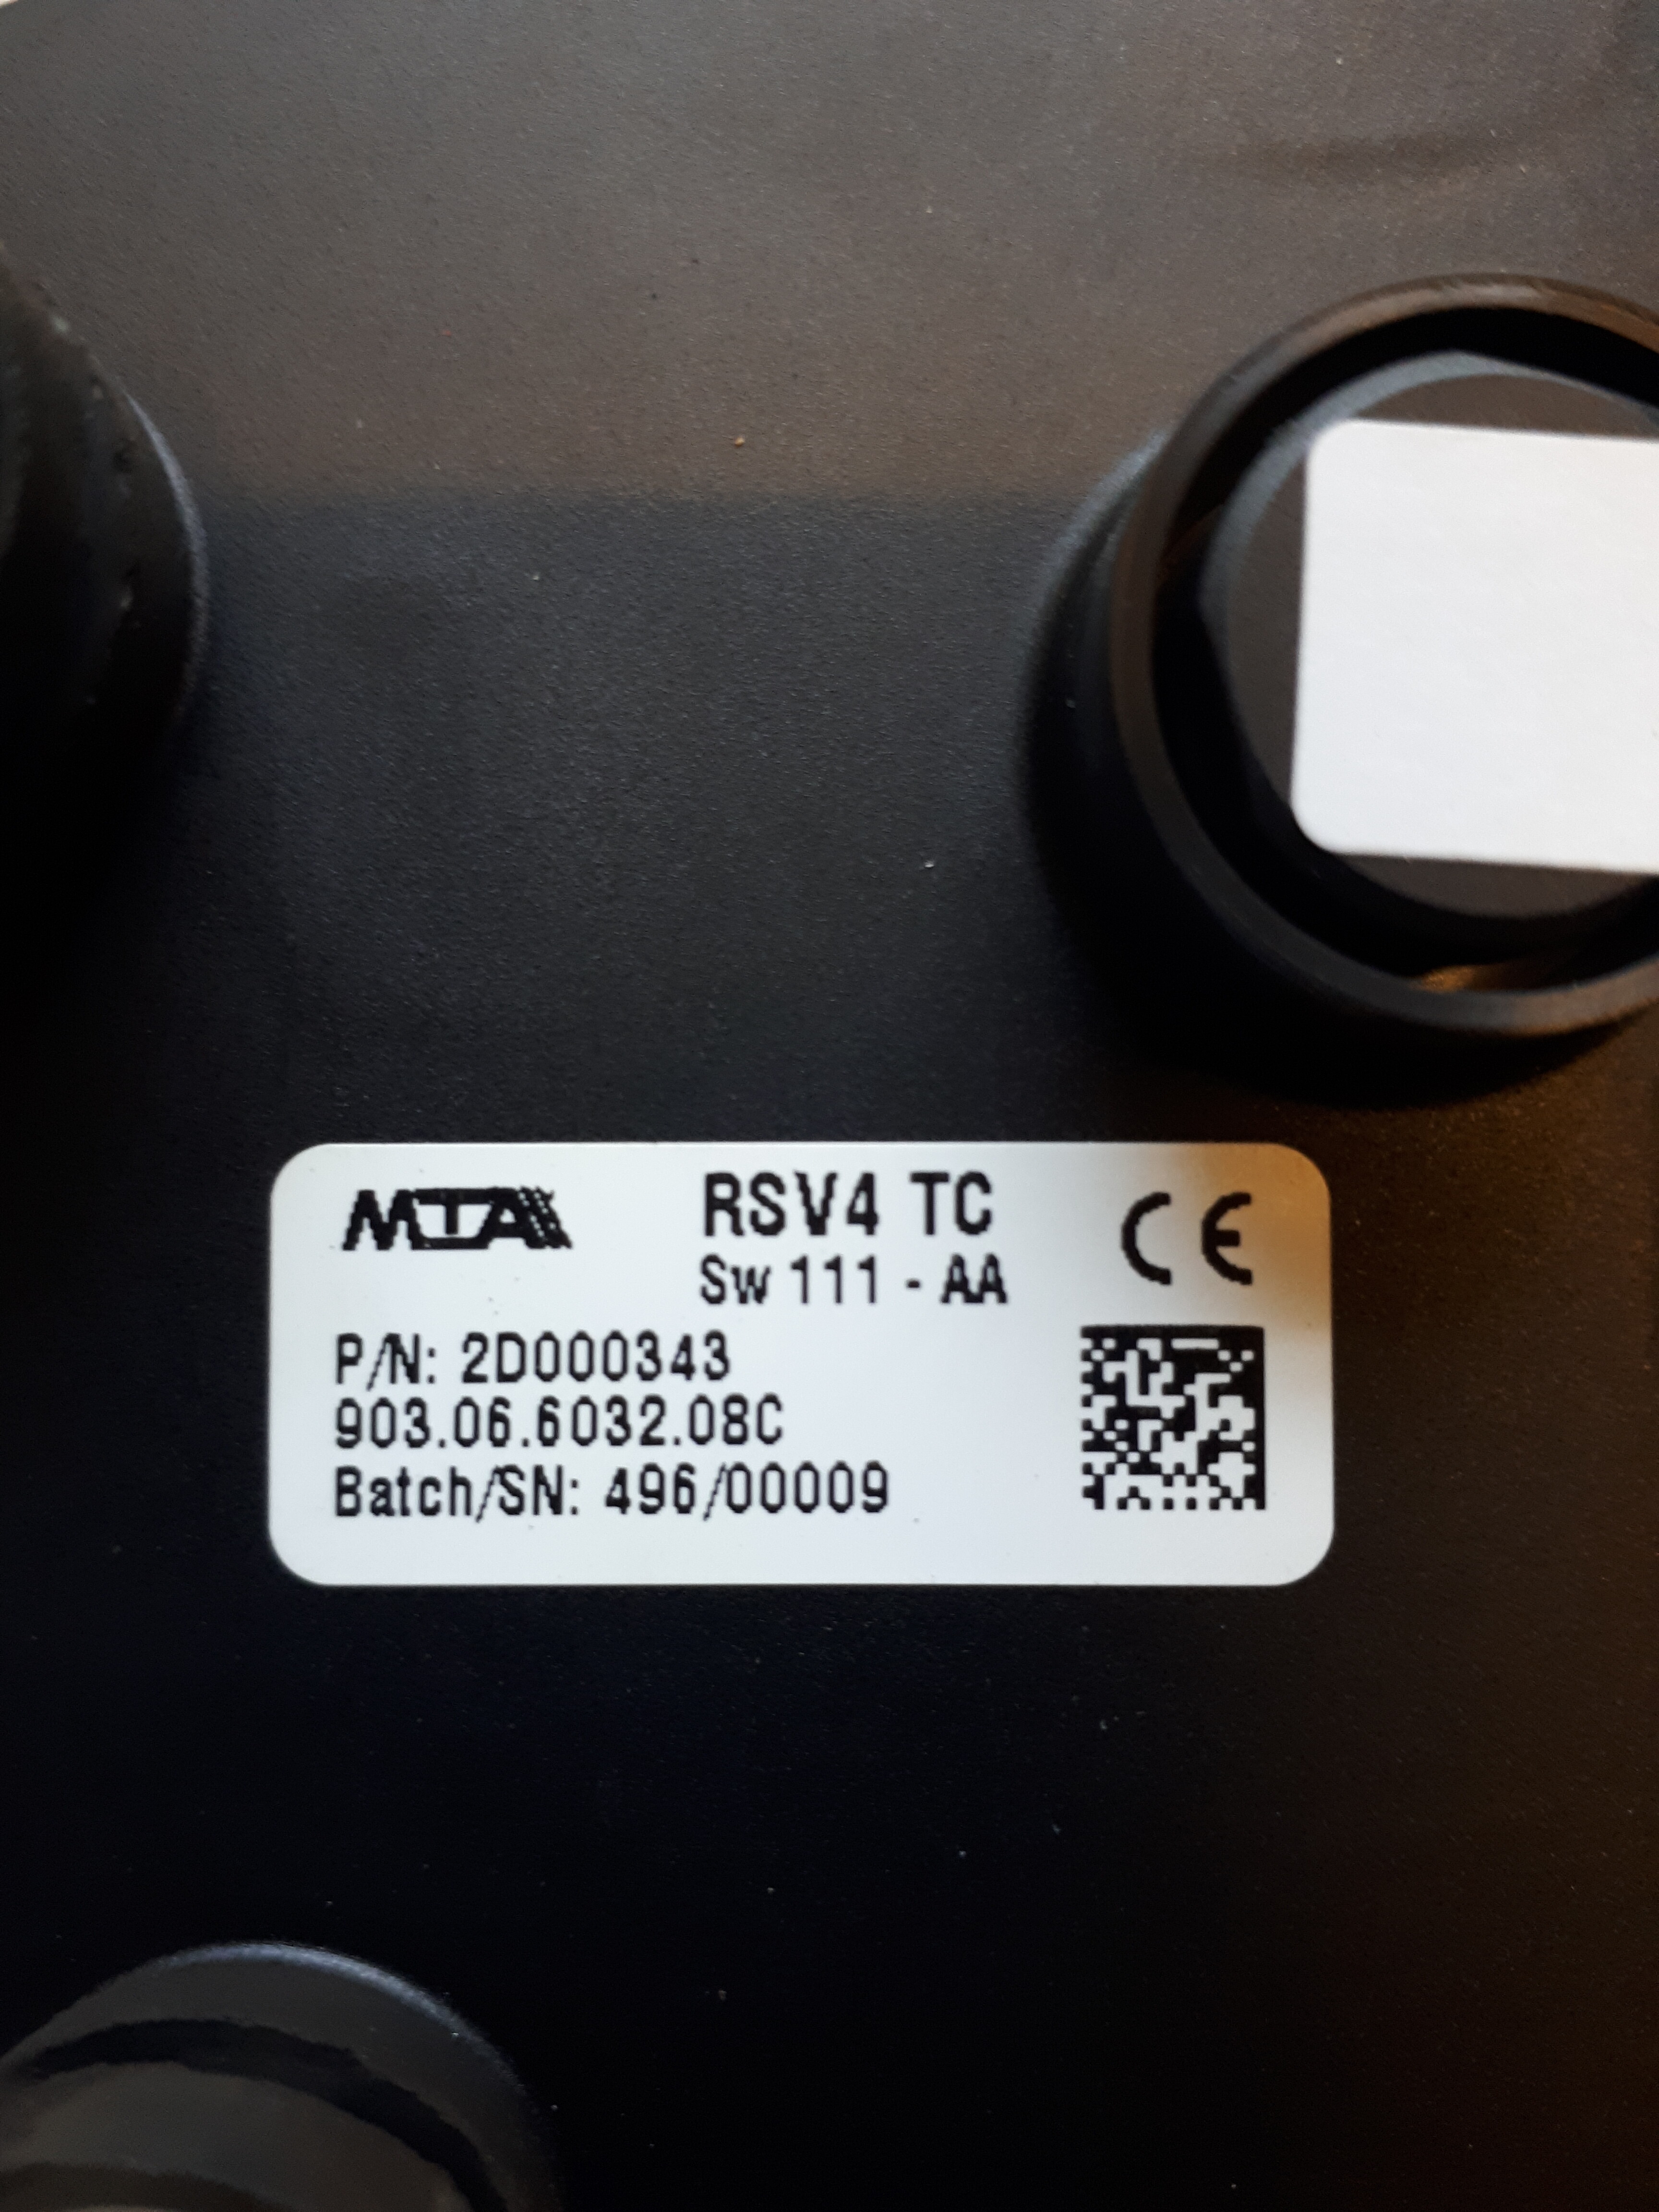 MTA RSV4 TC CE
Sw 111 - AA
P/N: 2D000343
903.06.6032.08C
Batch/SN: 496/00009